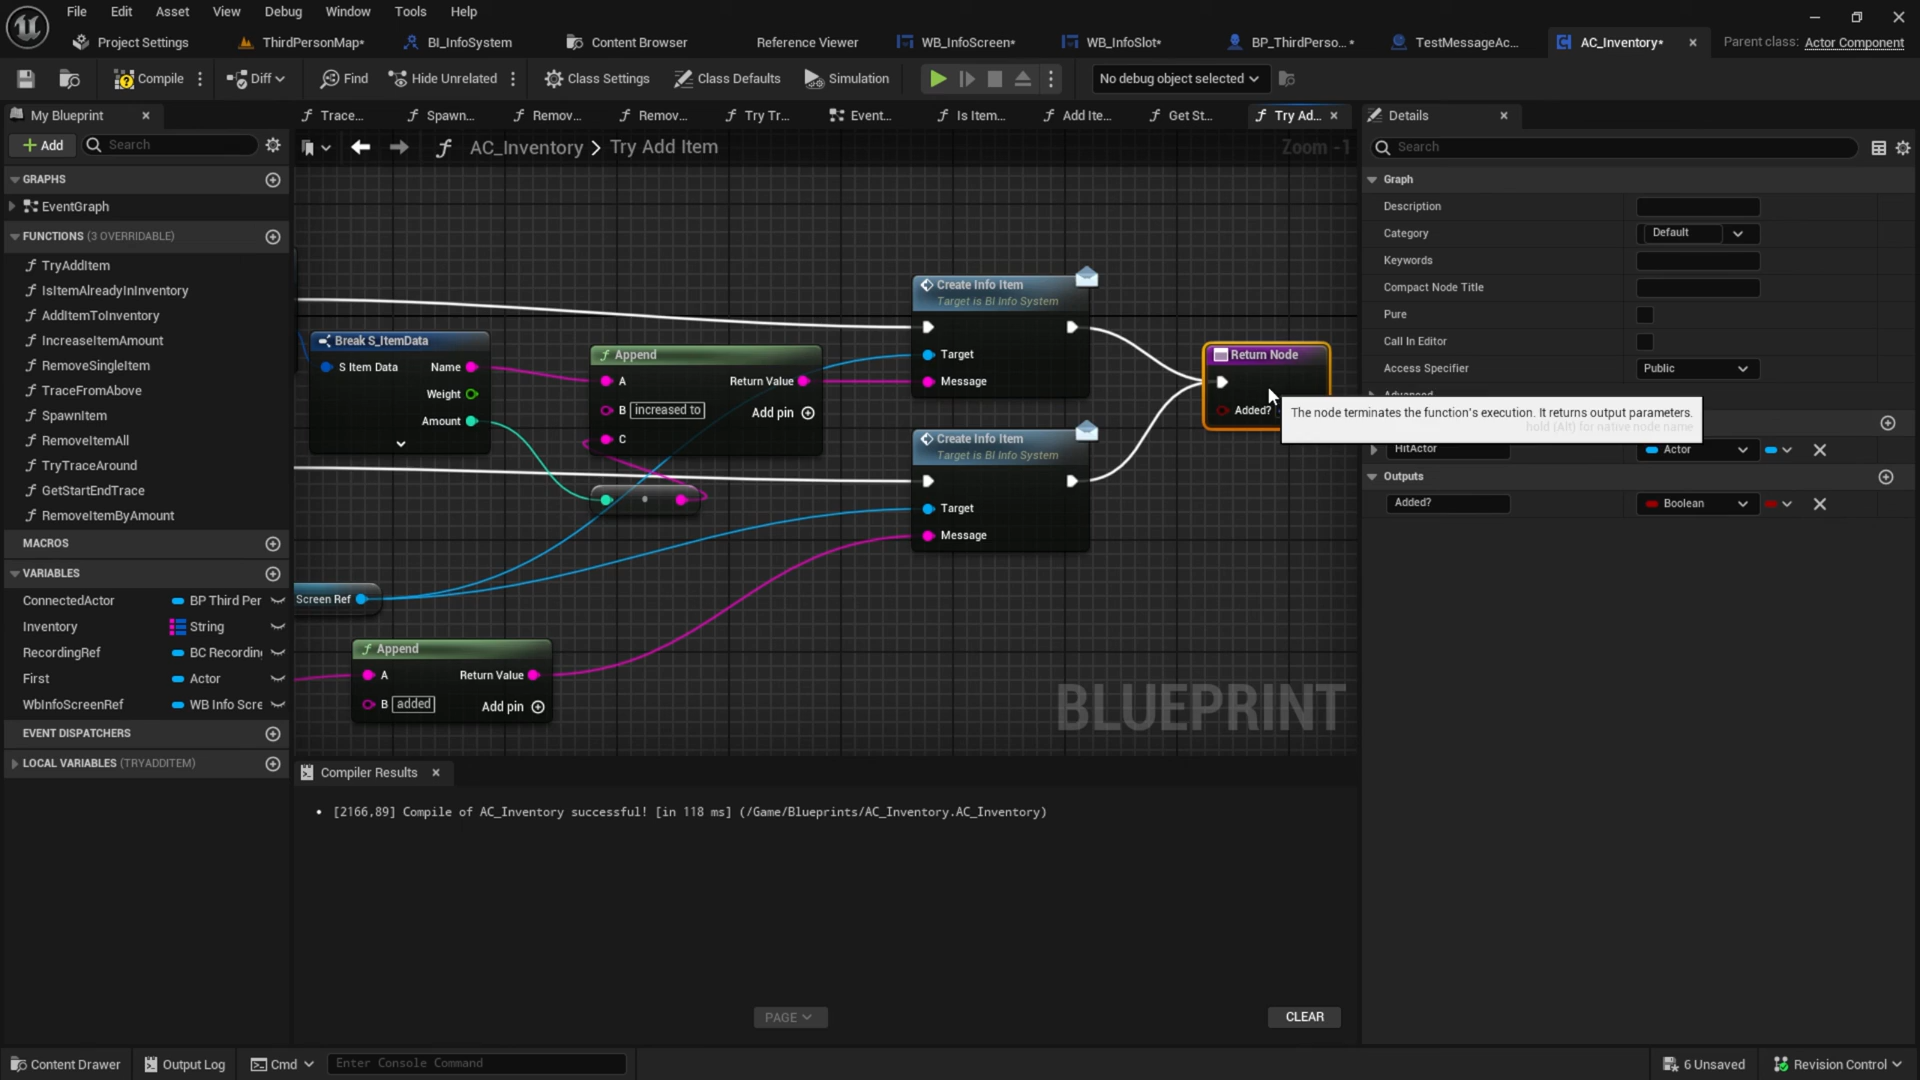 File Edit Asset View Debug Window Tools Help
Project Settings ThirdPersonMap* BI_InfoSystem Content Browser Reference Viewer WB_InfoScreen* WB_InfoSlot* BP_ThirdPerso... * TestMessageAc... AC_Inventory* Parent class: Actor Component
Compile Diff Find Hide Unrelated Class Settings Class Defaults Simulation No debug object selected
My Blueprint Trace... Spawn... Remov... Remov... Try Tr... Event... Is Item... Add Ite... Get St... Try Ad... Details
Add Search AC_Inventory > Try Add Item Zoom -1 Search
GRAPHS Graph
EventGraph Description
FUNCTIONS (3 OVERRIDABLE) Category Default
TryAddItem Keywords
IsItemAlreadyInInventory Compact Node Title
AddItemToInventory Pure
IncreaseItemAmount Call In Editor
RemoveSingleItem Access Specifier Public
TraceFromAbove
SpawnItem
RemoveItemAll
TryTraceAround
GetStartEndTrace
RemoveItemByAmount
MACROS
VARIABLES
ConnectedActor BP Third Per
Inventory String
RecordingRef BC Recordin
First Actor
WbInfoScreenRef WB Info Scre
EVENT DISPATCHERS
LOCAL VARIABLES (TRYADDITEM)
Break S_ItemData
S Item Data Name
Weight
Amount
Append
A Return Value
B increased to Add pin
C
Create Info Item
Target is BI Info System
Target
Message
Create Info Item
Target is BI Info System
Target
Message
Return Node
Added?
The node terminates the function's execution. It returns output parameters.
hold (Alt) for native node name
HitActor Actor
Outputs
Added? Boolean
Screen Ref
Append
A Return Value
B added Add pin
BLUEPRINT
Compiler Results
[2166,89] Compile of AC_Inventory successful! [in 118 ms] (/Game/Blueprints/AC_Inventory.AC_Inventory)
PAGE CLEAR
Content Drawer Output Log Cmd Enter Console Command 6 Unsaved Revision Control